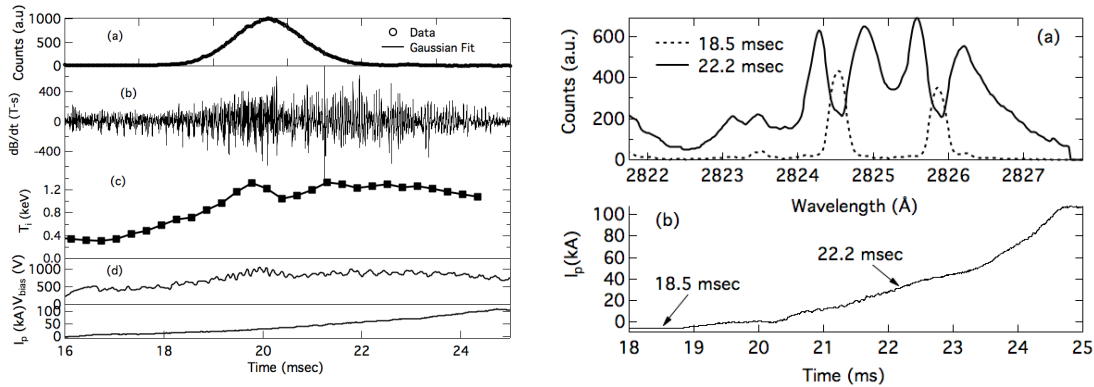 1000
500
0
Counts (a.u)
(a)
Data
Gaussian Fit
400
0
-400
dB/dt (T-s)
(b)
1.2
0.8
0.4
0.0
T_i (keV)
(c)
1000
500
0
V_bias (V)
(d)
100
50
0
I_p (kA)
16 18 20 22 24
Time (msec)
600
400
200
0
Counts (a.u.)
18.5 msec
22.2 msec
(a)
2822 2823 2824 2825 2826 2827
Wavelength (Å)
100
80
60
40
20
0
I_p(kA)
(b)
18.5 msec
22.2 msec
18 19 20 21 22 23 24 25
Time (ms)